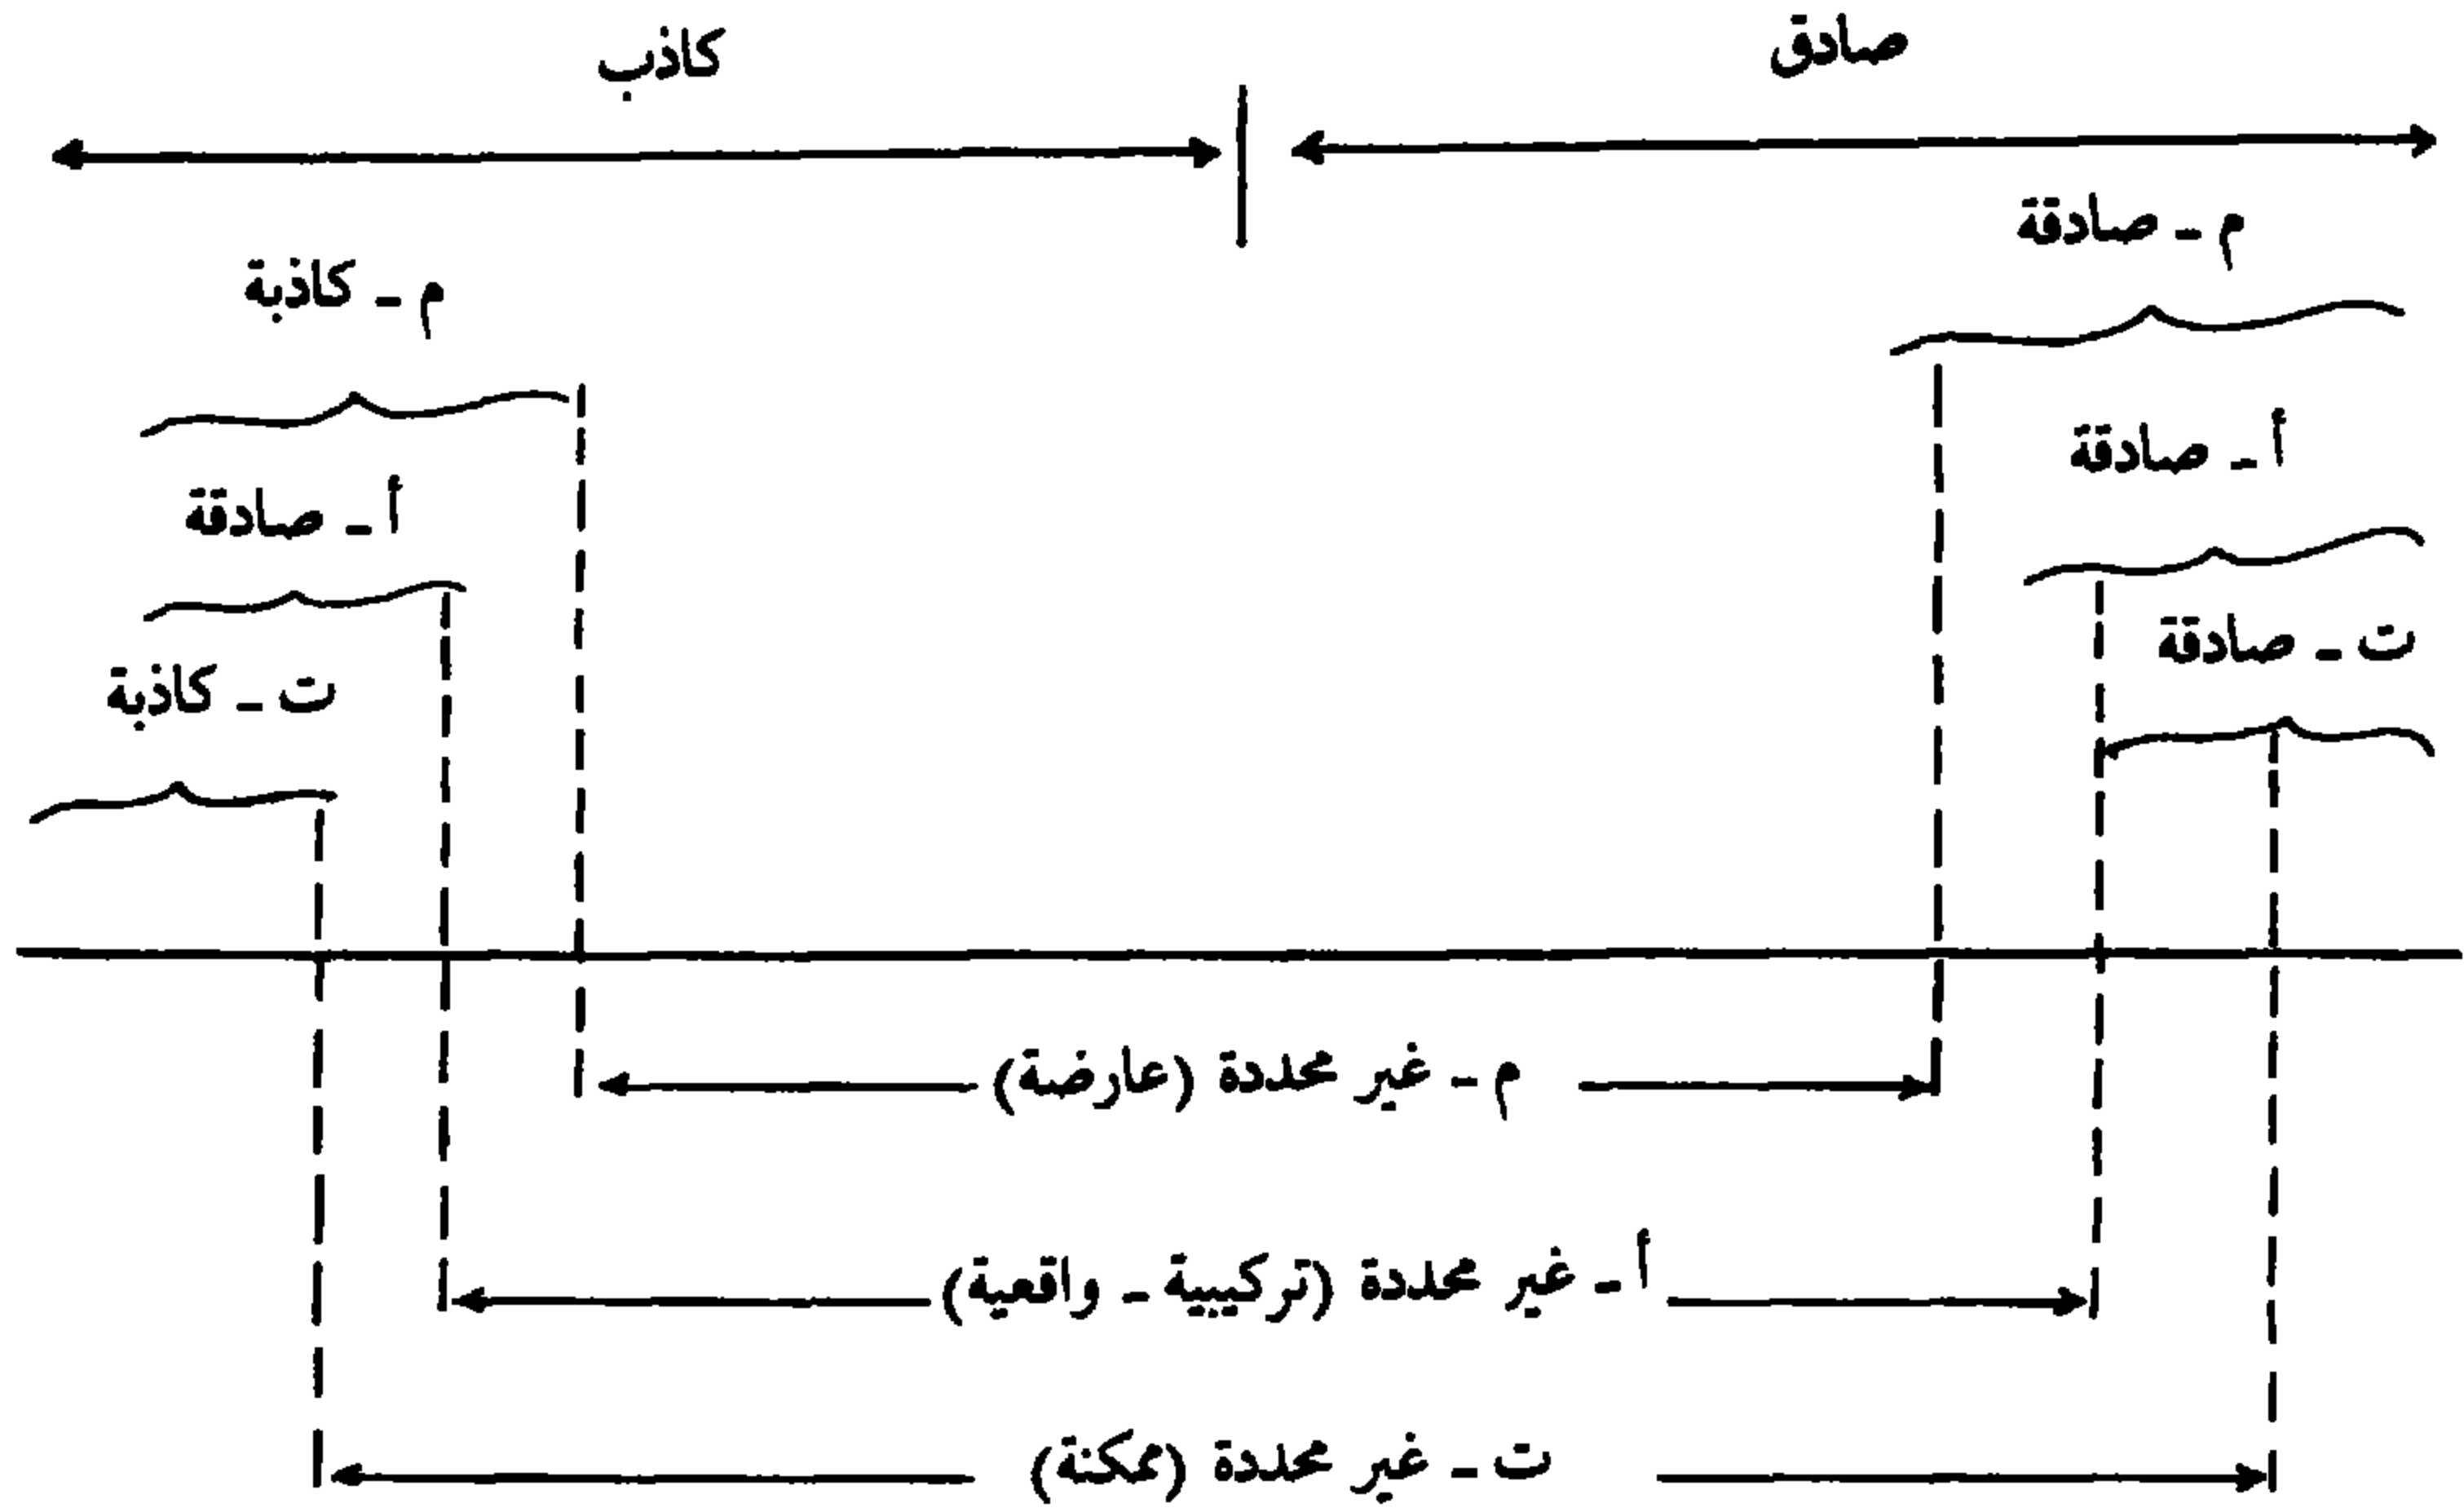 صادق
كاذب
م - صادقة
م - كاذبة
أ - صادقة
أ - صادقة
ت - صادقة
ت - كاذبة
م - غير محددة (عارضة)
أ - غير محددة (تركيبية - واقعية)
ت - غير محددة (ممكنة)